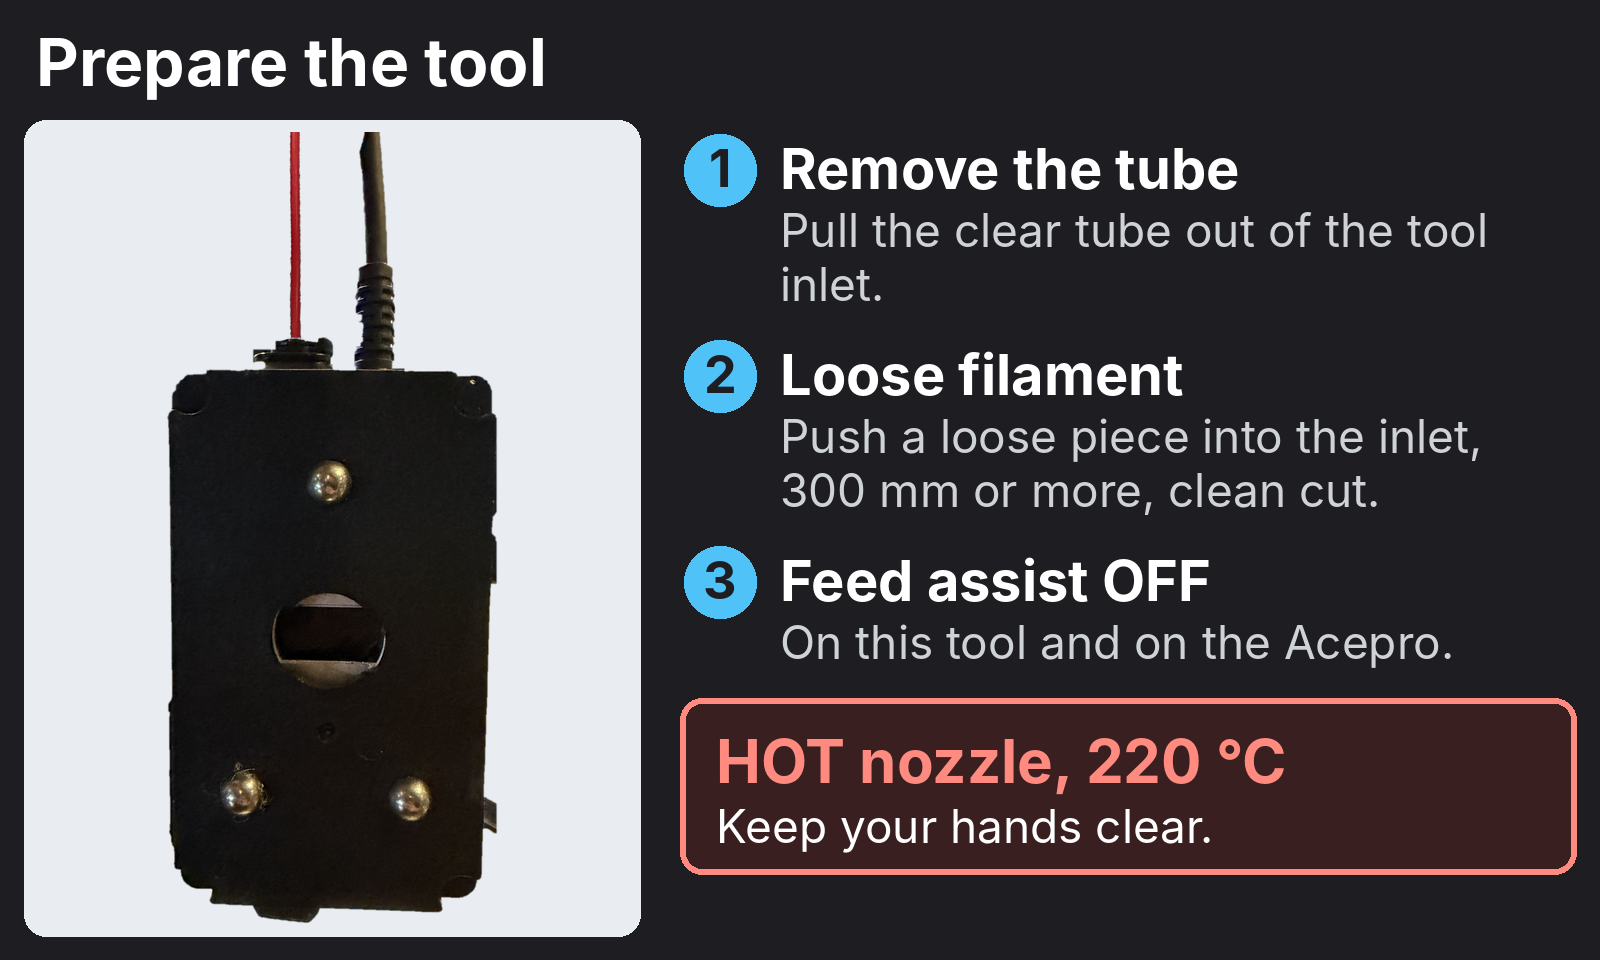 Prepare the tool
1 Remove the tube
Pull the clear tube out of the tool
inlet.
2 Loose filament
Push a loose piece into the inlet,
300 mm or more, clean cut.
3 Feed assist OFF
On this tool and on the Acepro.
HOT nozzle, 220 °C
Keep your hands clear.